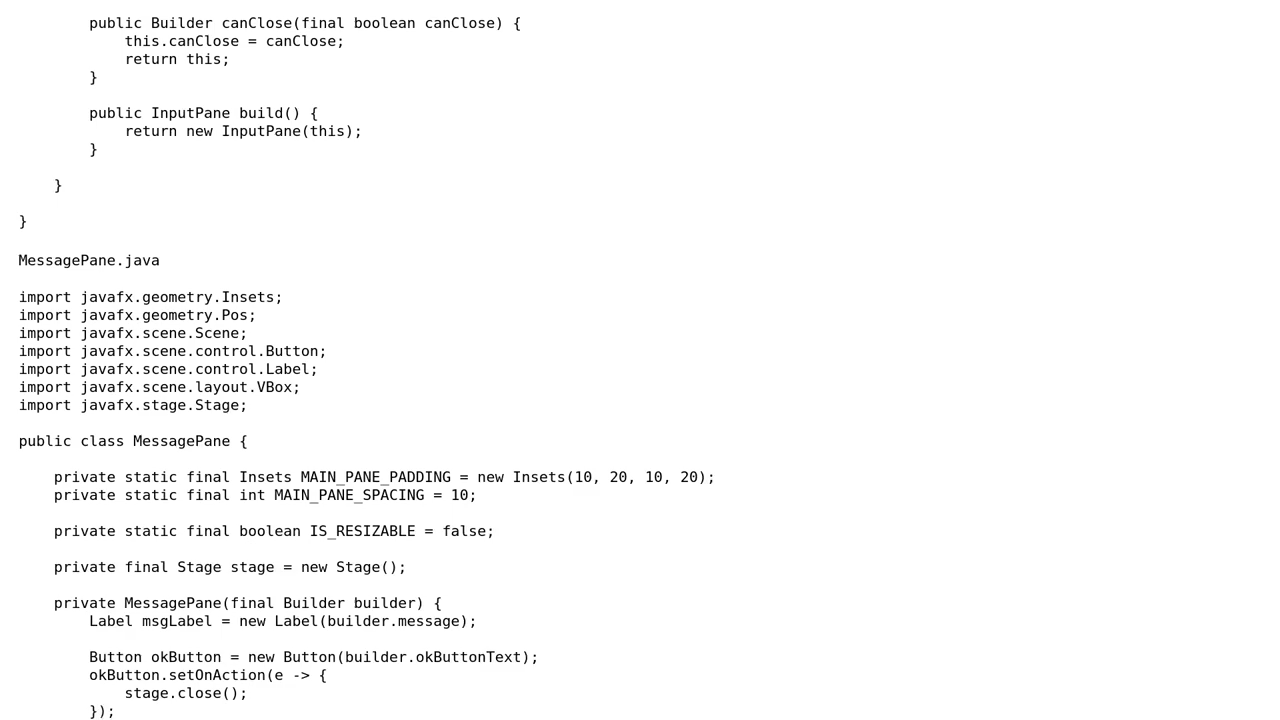 public Builder canClose(final boolean canClose) {
            this.canClose = canClose;
            return this;
        }

        public InputPane build() {
            return new InputPane(this);
        }

    }

}

MessagePane.java

import javafx.geometry.Insets;
import javafx.geometry.Pos;
import javafx.scene.Scene;
import javafx.scene.control.Button;
import javafx.scene.control.Label;
import javafx.scene.layout.VBox;
import javafx.stage.Stage;

public class MessagePane {

    private static final Insets MAIN_PANE_PADDING = new Insets(10, 20, 10, 20);
    private static final int MAIN_PANE_SPACING = 10;

    private static final boolean IS_RESIZABLE = false;

    private final Stage stage = new Stage();

    private MessagePane(final Builder builder) {
        Label msgLabel = new Label(builder.message);

        Button okButton = new Button(builder.okButtonText);
        okButton.setOnAction(e -> {
            stage.close();
        });